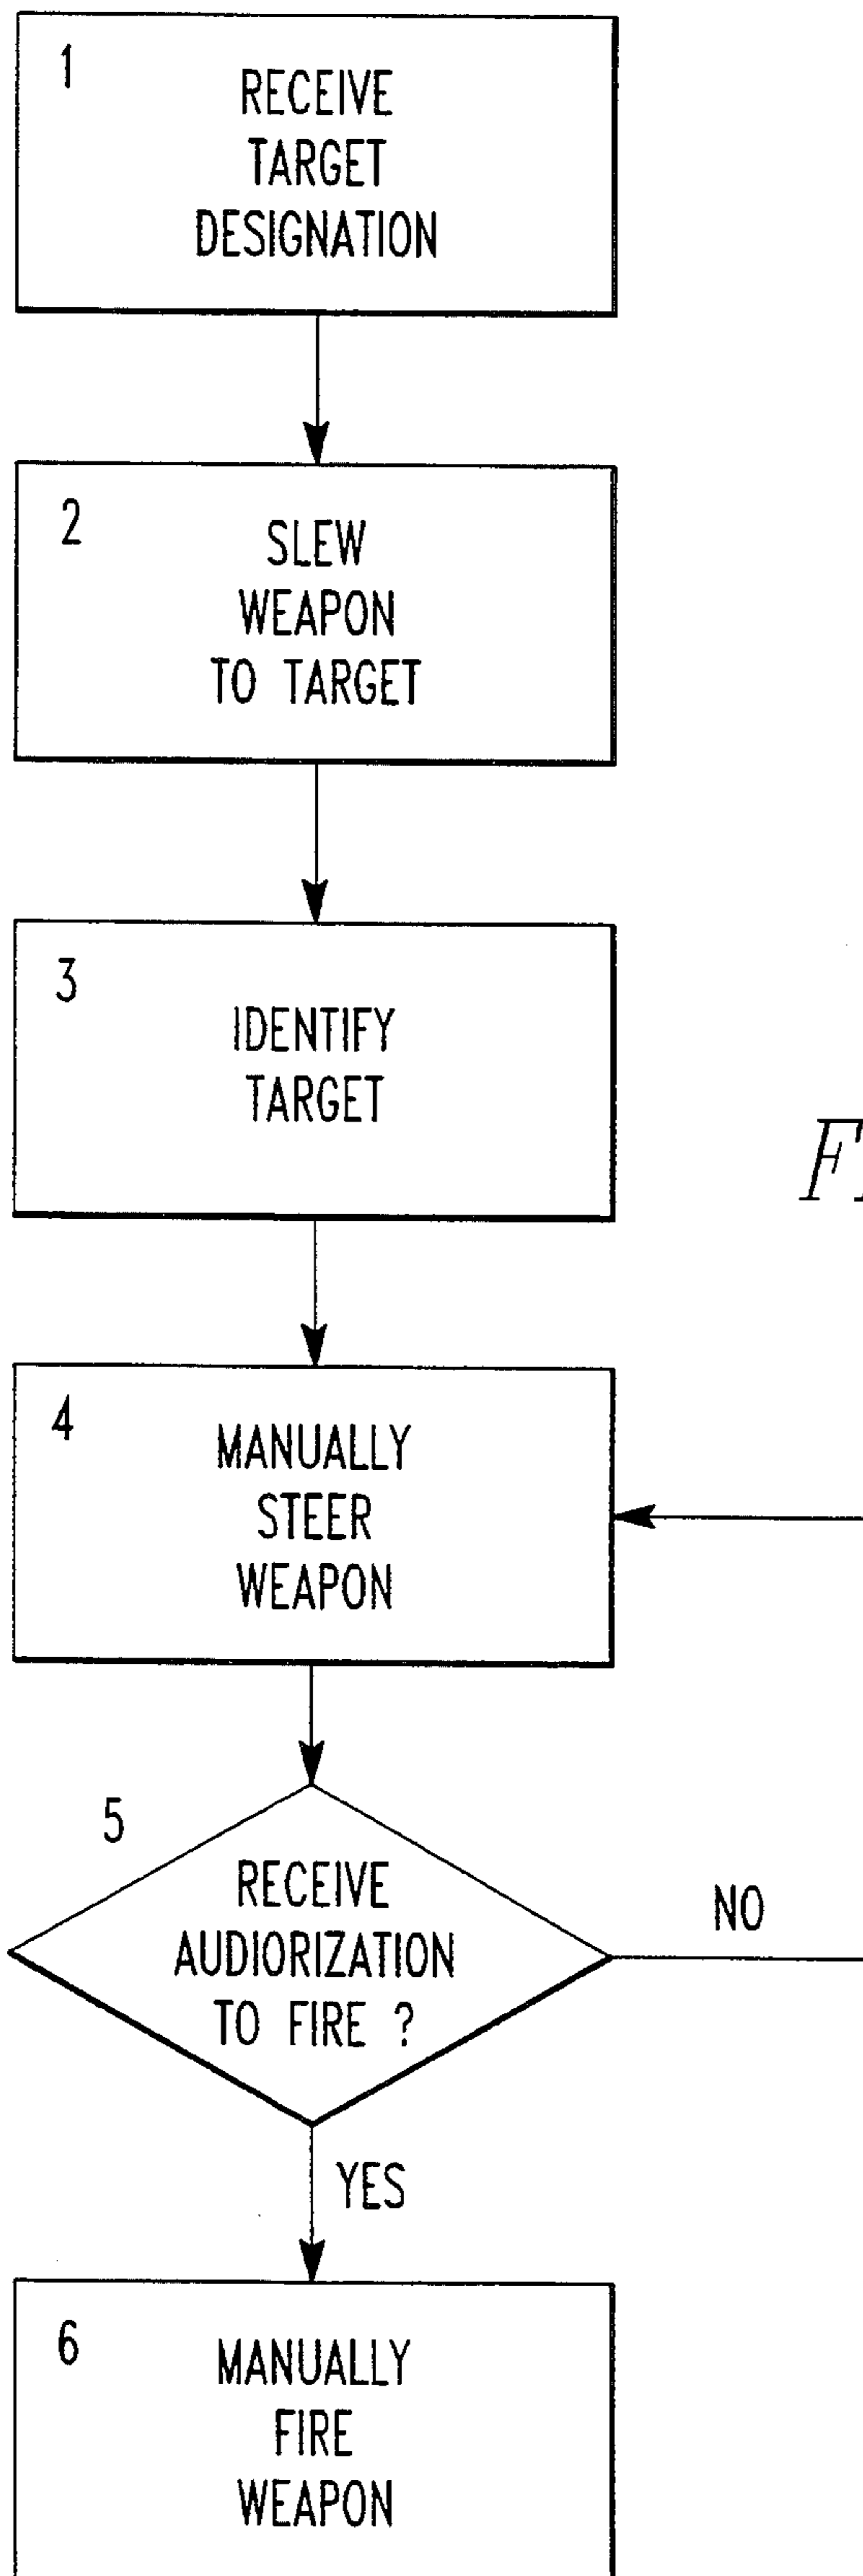 1
RECEIVE
TARGET
DESIGNATION
2
SLEW
WEAPON
TO TARGET
3
IDENTIFY
TARGET
4
MANUALLY
STEER
WEAPON
5
RECEIVE
AUDIORIZATION
TO FIRE ?
NO
YES
6
MANUALLY
FIRE
WEAPON